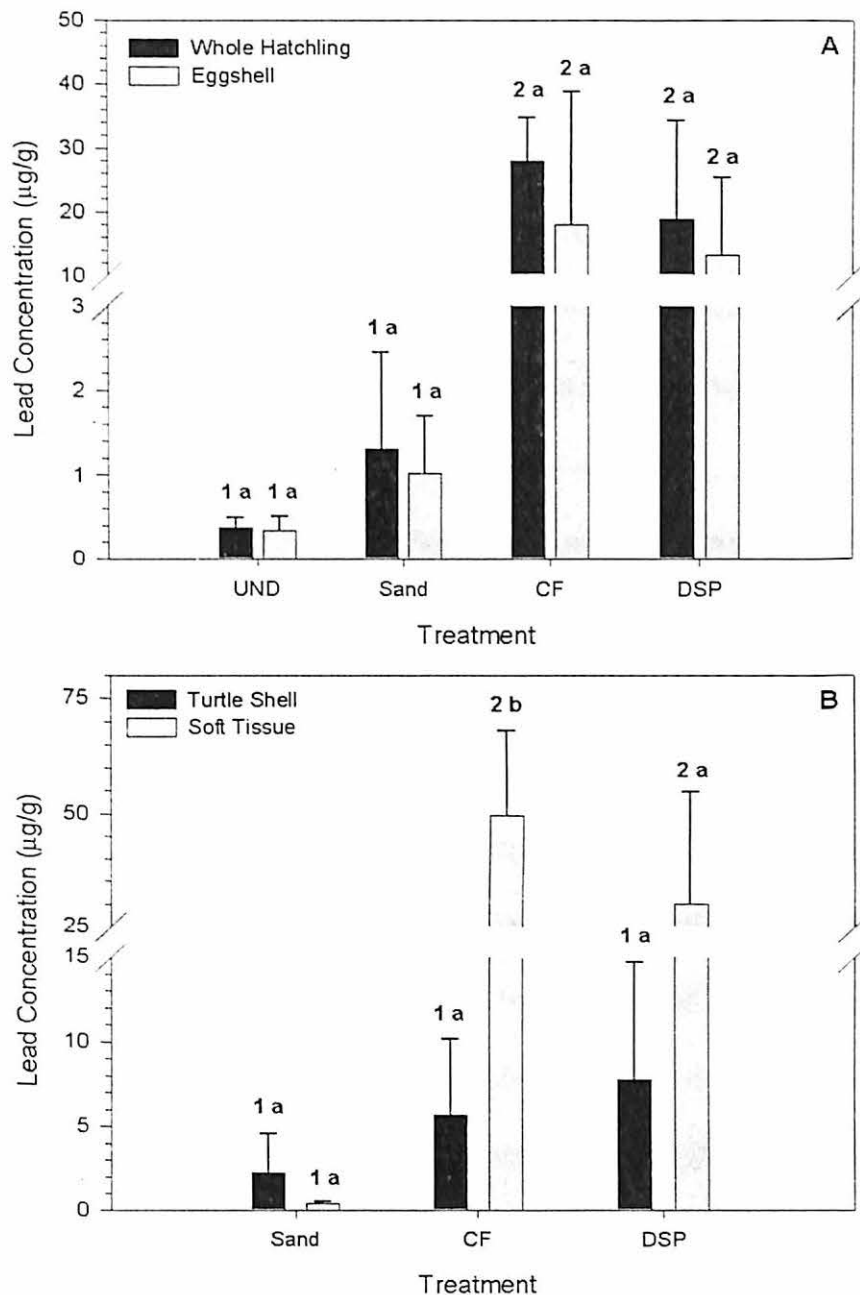 50
Whole Hatchling
A
Eggshell
40
2 a
2 a
2 a
30
2 a
20
10
Lead Concentration (µg/g)
3
1 a
2
1 a
1
1 a
1 a
0
UND
Sand
CF
DSP
Treatment
75
Turtle Shell
B
Soft Tissue
2 b
2 a
50
25
1 a
Lead Concentration (µg/g)
15
1 a
10
1 a
5
1 a
0
Sand
CF
DSP
Treatment